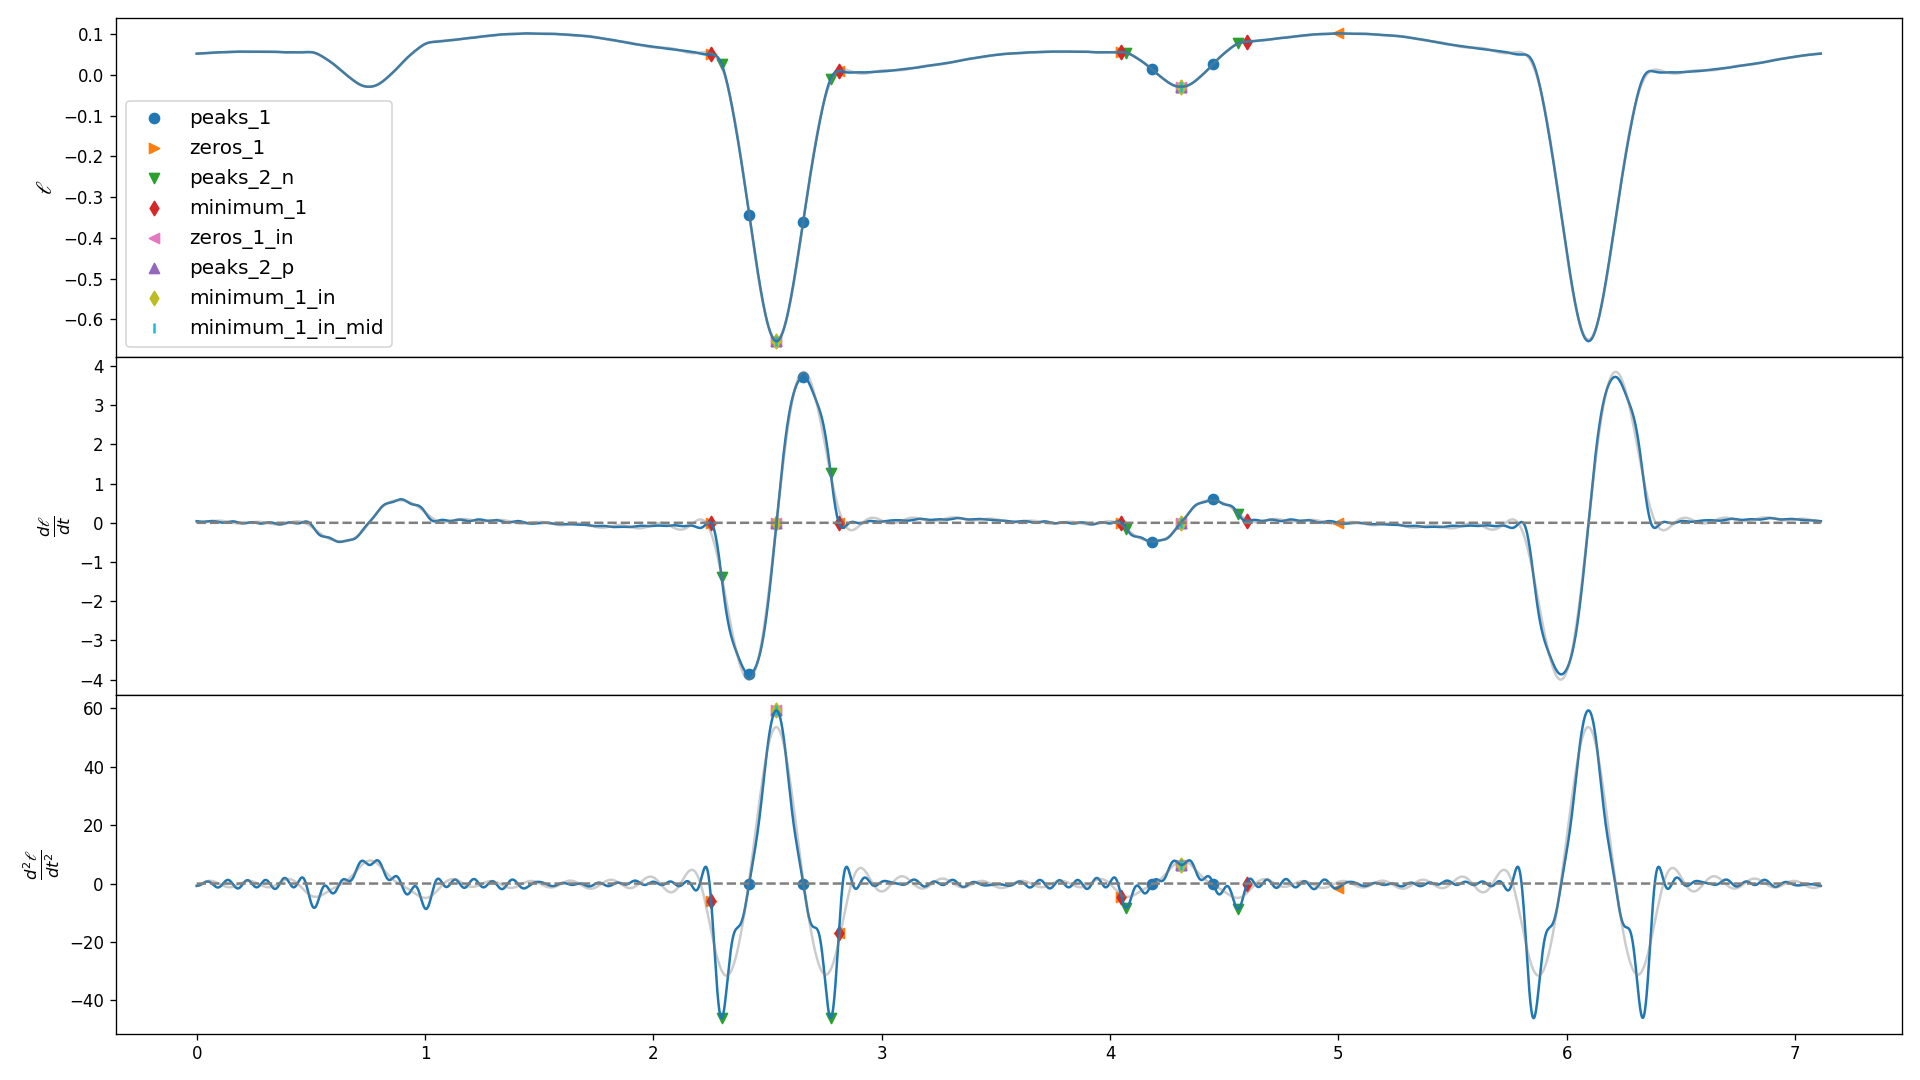 0.1
0.0
−0.1
−0.2
−0.3
−0.4
−0.5
−0.6
ℓ
peaks_1
zeros_1
peaks_2_n
minimum_1
zeros_1_in
peaks_2_p
minimum_1_in
minimum_1_in_mid
4
3
2
1
0
−1
−2
−3
−4
dℓ
dt
60
40
20
0
−20
−40
d²ℓ
dt²
0 1 2 3 4 5 6 7